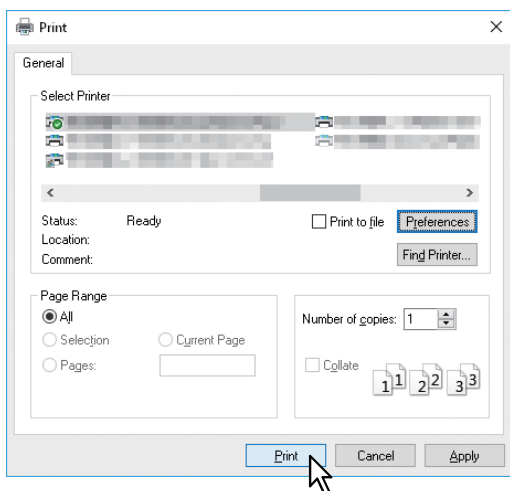 Print
General
Select Printer
Status: Ready
Print to file
Preferences
Location:
Comment:
Find Printer...
Page Range
All
Selection
Current Page
Pages:
Number of copies: 1
Collate
1 1 2 2 3 3
Print
Cancel
Apply